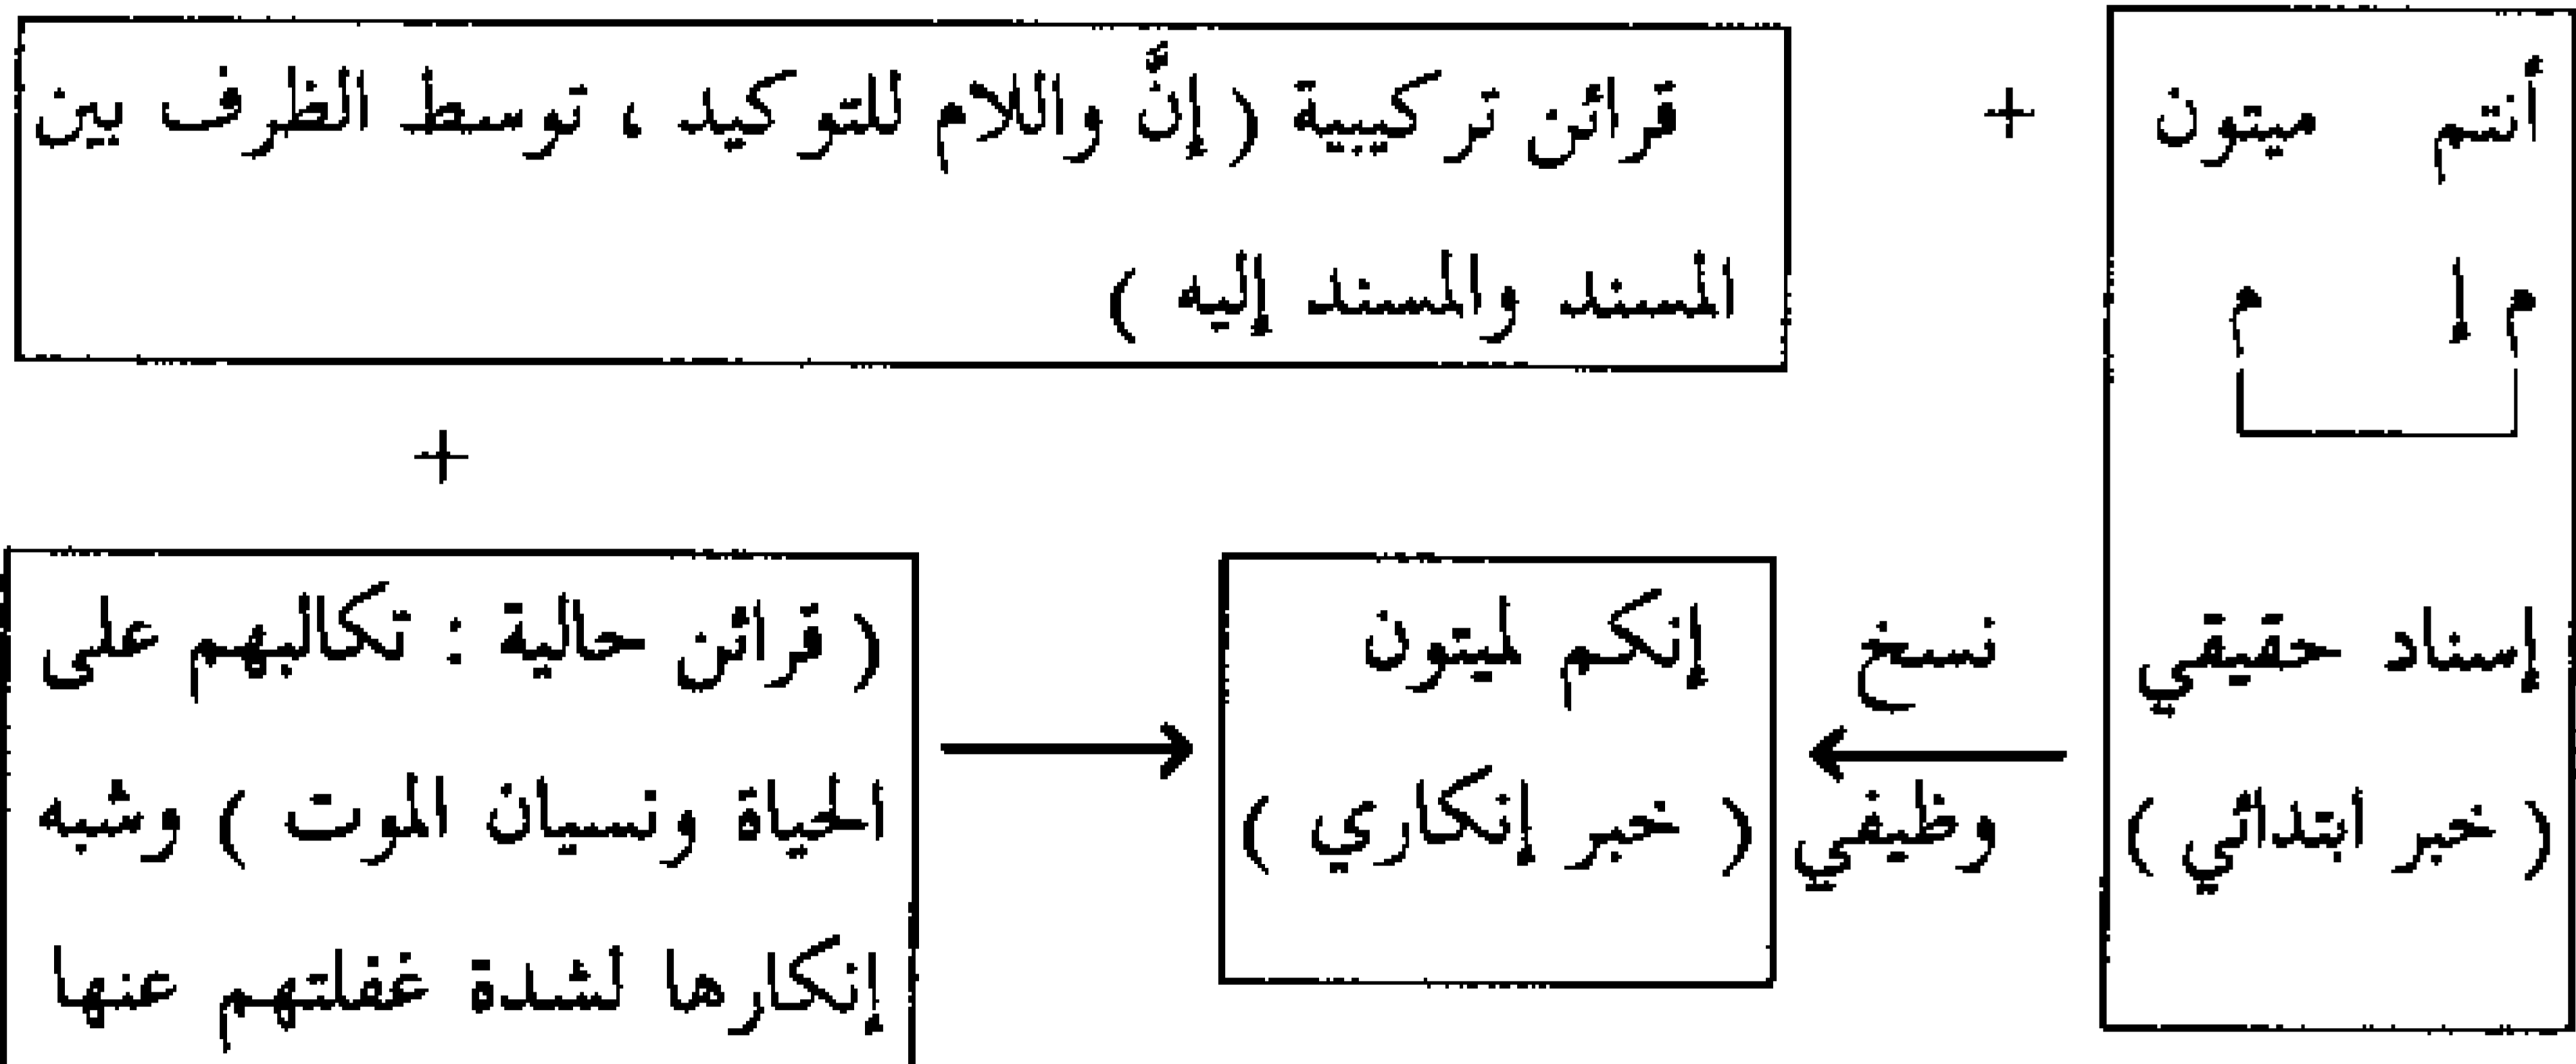 أنتم ميتون
م إ م
إسناد حقيقي
( خبر ابتدائي )
+
قرائن تركيبية ( إنَّ واللام للتوكيد ، توسط الظرف بين
المسند والمسند إليه )
+
نسخ
وظيفي
إنكم لميتون
( خبر إنكاري )
( قرائن حالية : تكالبهم على
الحياة ونسيان الموت ) وشبه
إنكارها لشدة غفلتهم عنها